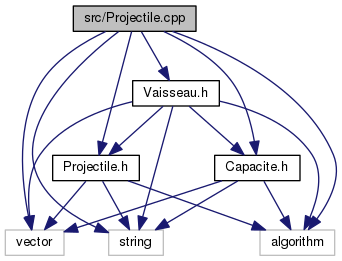 src/Projectile.cpp
Vaisseau.h
Projectile.h
Capacite.h
vector
string
algorithm